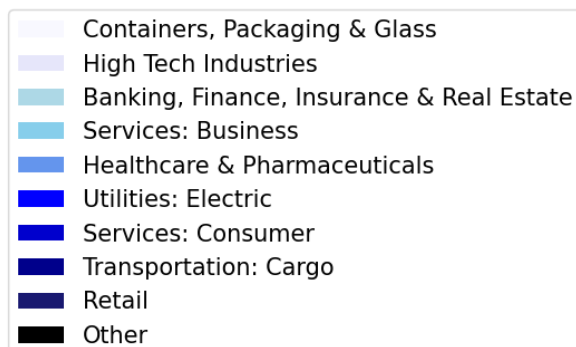 Containers, Packaging & Glass
High Tech Industries
Banking, Finance, Insurance & Real Estate
Services: Business
Healthcare & Pharmaceuticals
Utilities: Electric
Services: Consumer
Transportation: Cargo
Retail
Other